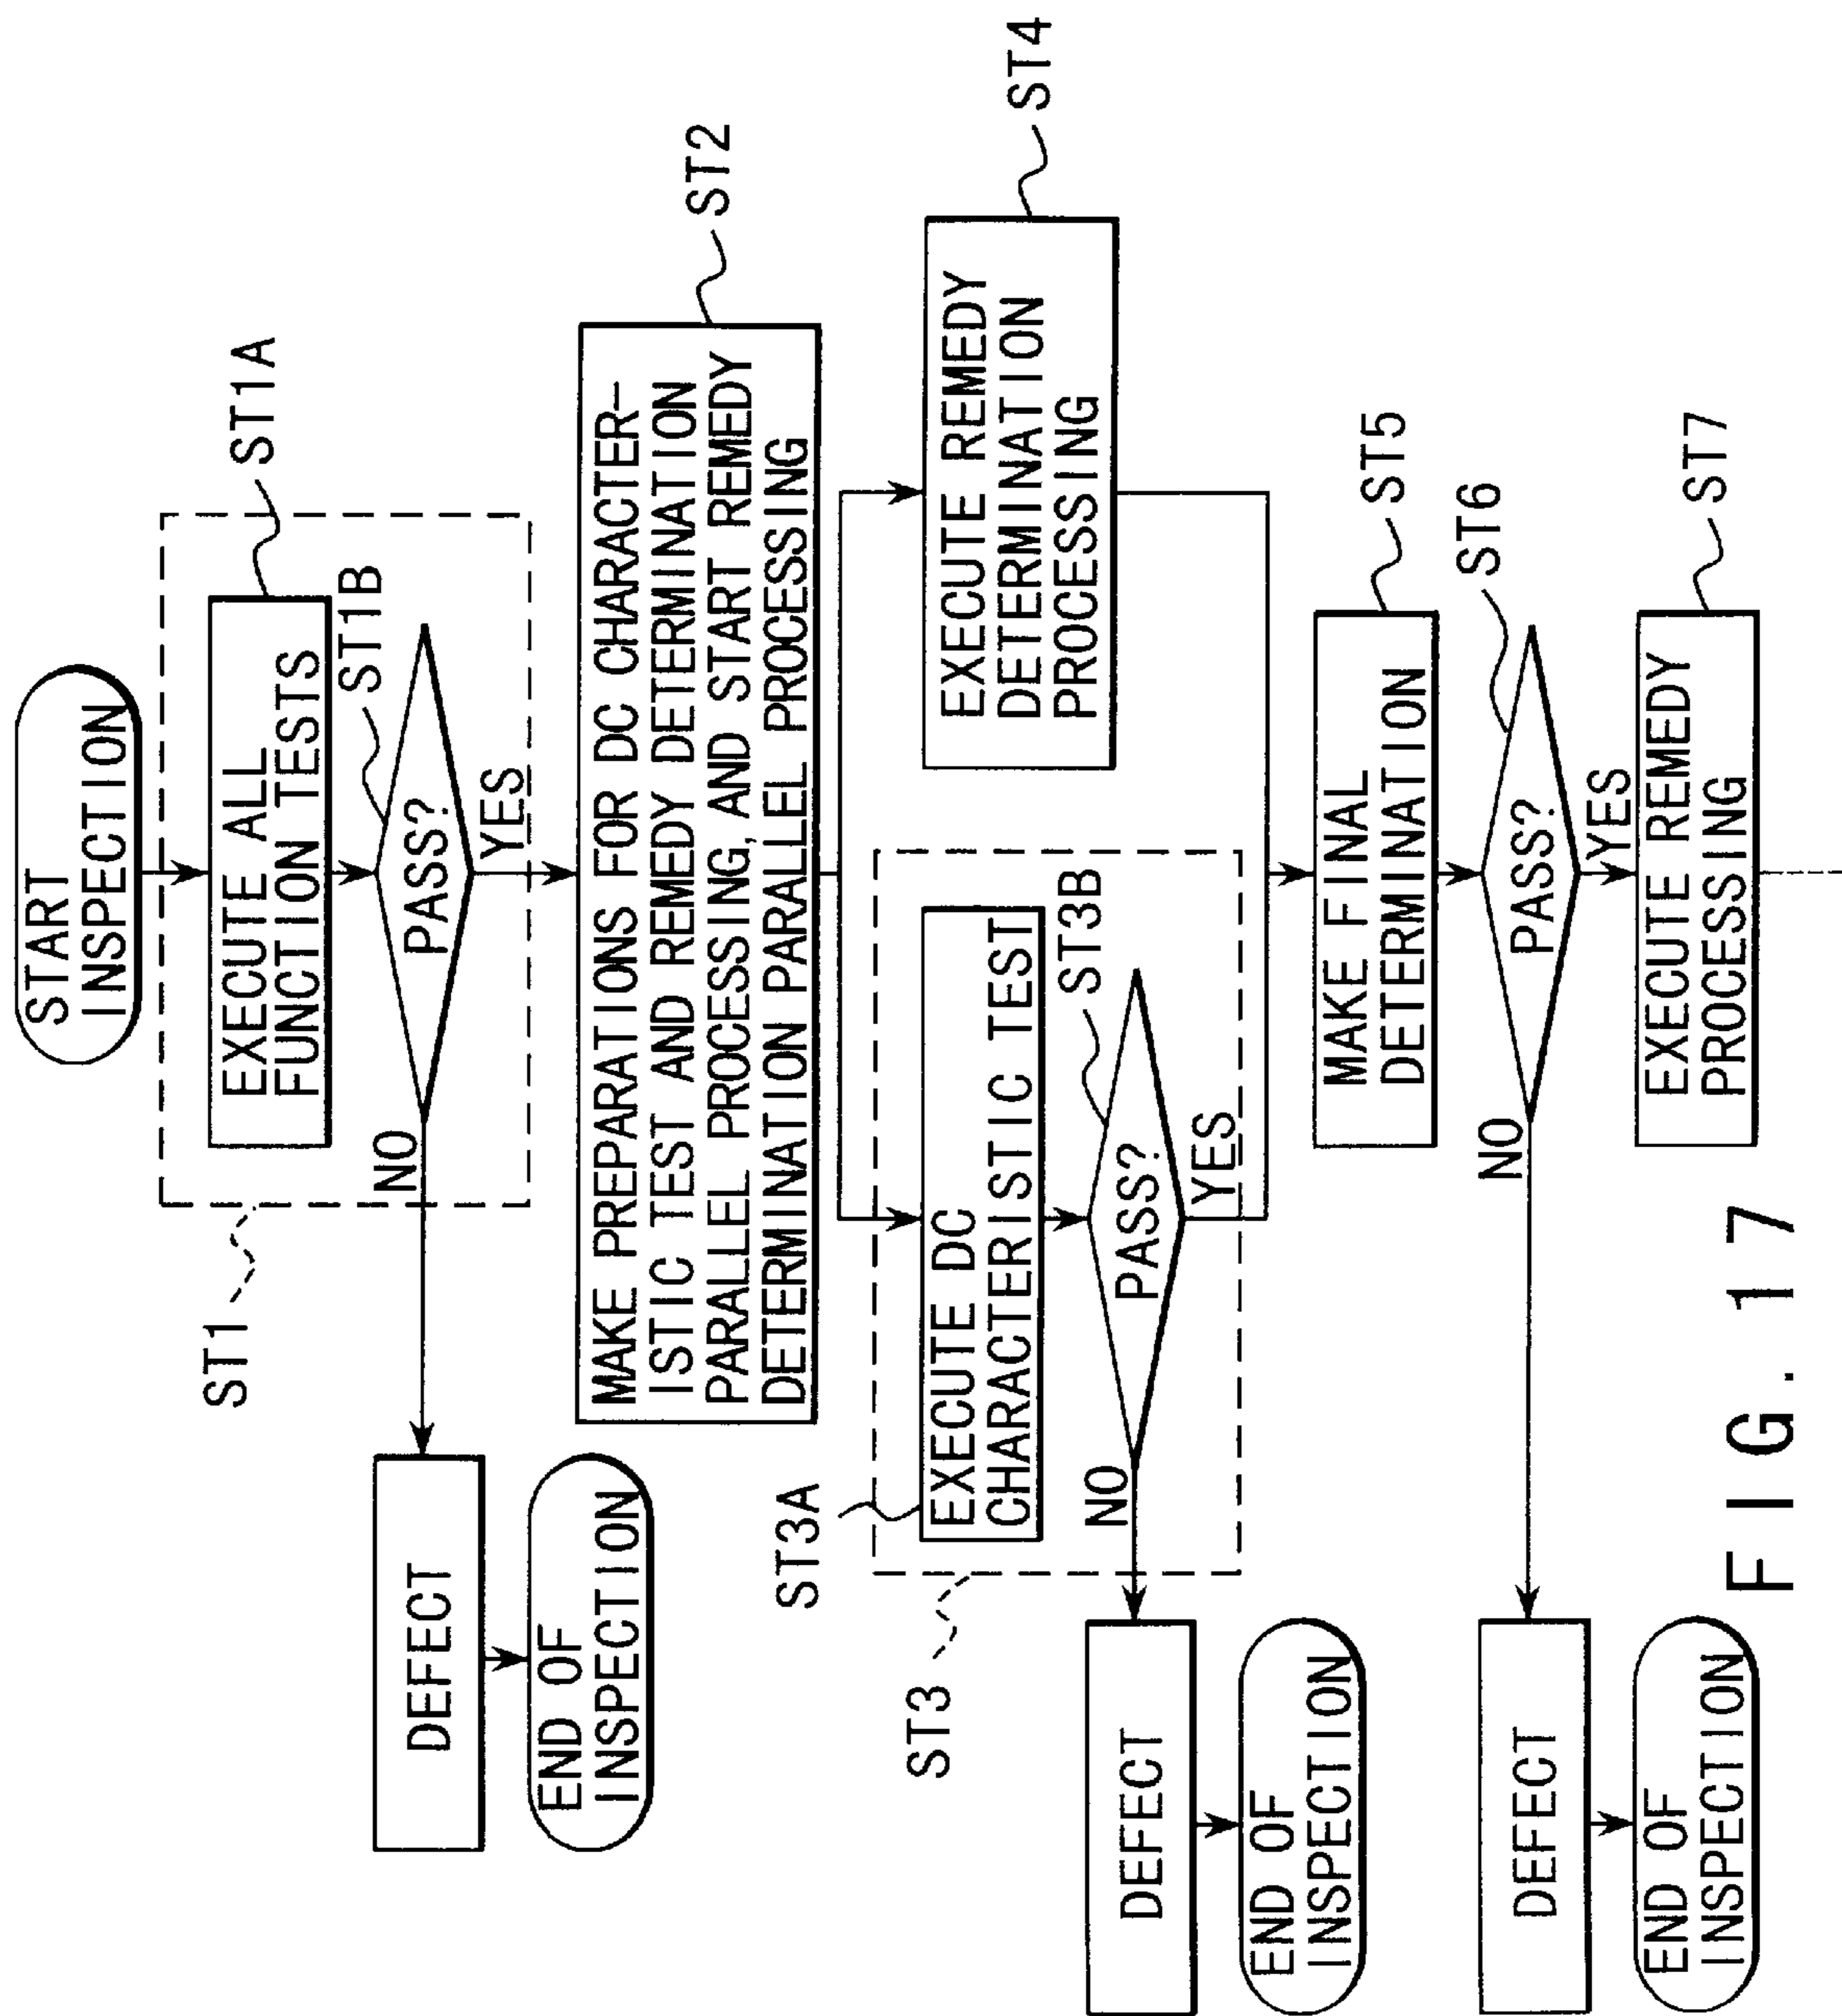 START
INSPECTION
EXECUTE ALL
FUNCTION TESTS
ST1A
ST1B
PASS?
NO
YES
ST1
DEFECT
END OF
INSPECTION
MAKE PREPARATIONS FOR DC CHARACTER-
ISTIC TEST AND REMEDY DETERMINATION
PARALLEL PROCESSING, AND START REMEDY
DETERMINATION PARALLEL PROCESSING
ST2
ST3A
EXECUTE DC
CHARACTERISTIC TEST
ST3B
PASS?
NO
YES
ST3
DEFECT
END OF
INSPECTION
EXECUTE REMEDY
DETERMINATION
PROCESSING
ST4
MAKE FINAL
DETERMINATION
ST5
ST6
PASS?
NO
YES
DEFECT
END OF
INSPECTION
EXECUTE REMEDY
PROCESSING
ST7
FIG. 17